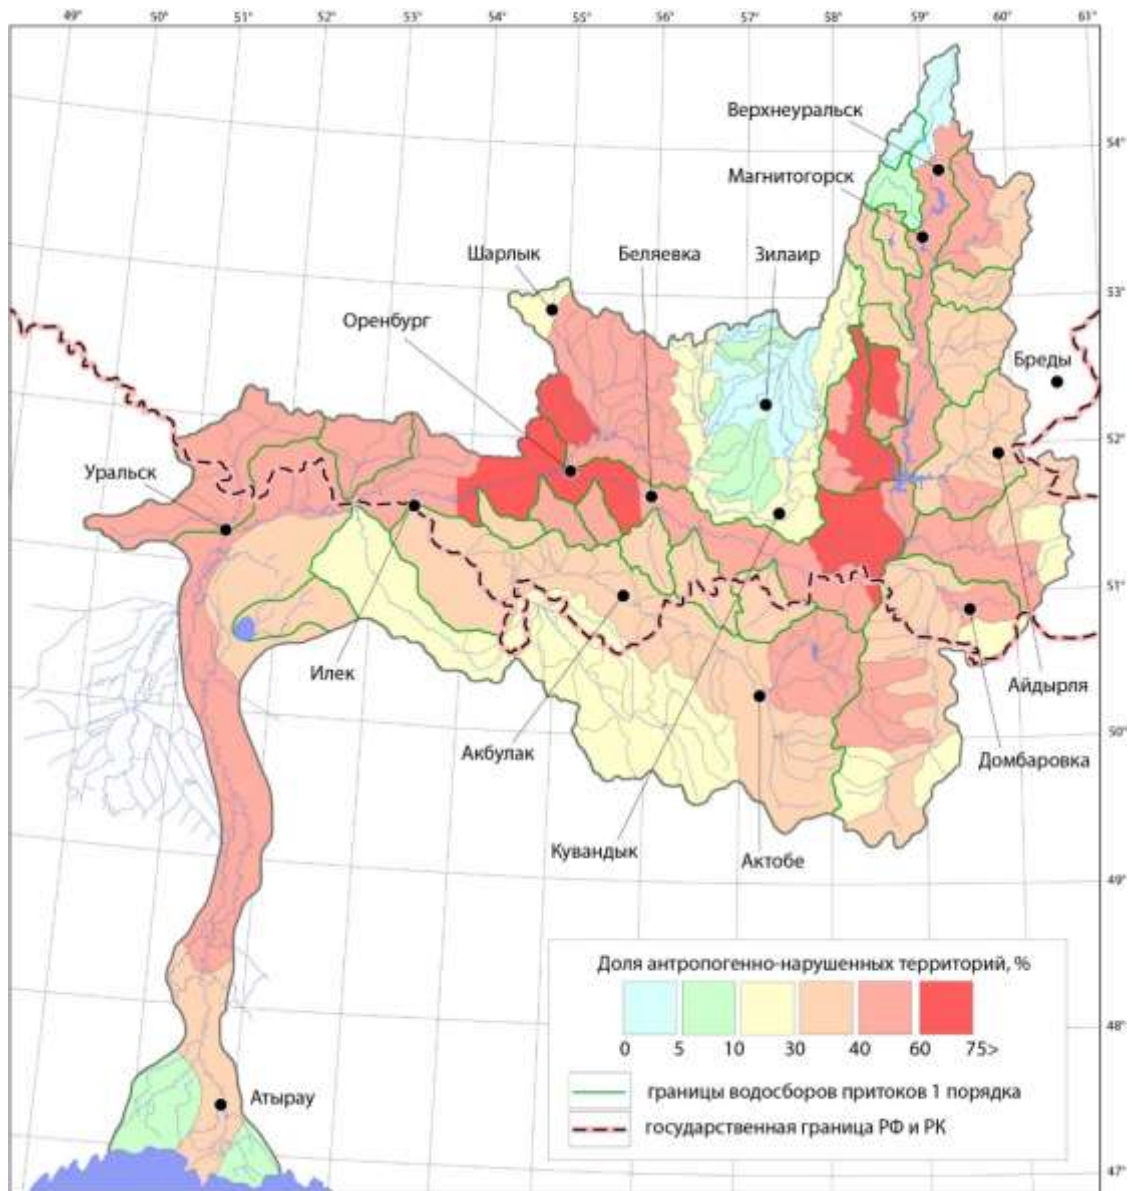 49° 50° 51° 52° 53° 54° 55° 56° 57° 58° 59° 60° 61°
Верхнеуральск
54°
Магнитогорск
Шарлык
Беляевка
Зилаир
53°
Оренбург
Бреды
52°
Уральск
51°
Илек
Айдырля
50°
Акбулак
Домбаровка
Кувандык
Актобе
49°
Доля антропогенно-нарушенных территорий, %
0 5 10 30 40 60 75>
48°
границы водосборов притоков 1 порядка
Атырау
государственная граница РФ и РК
47°